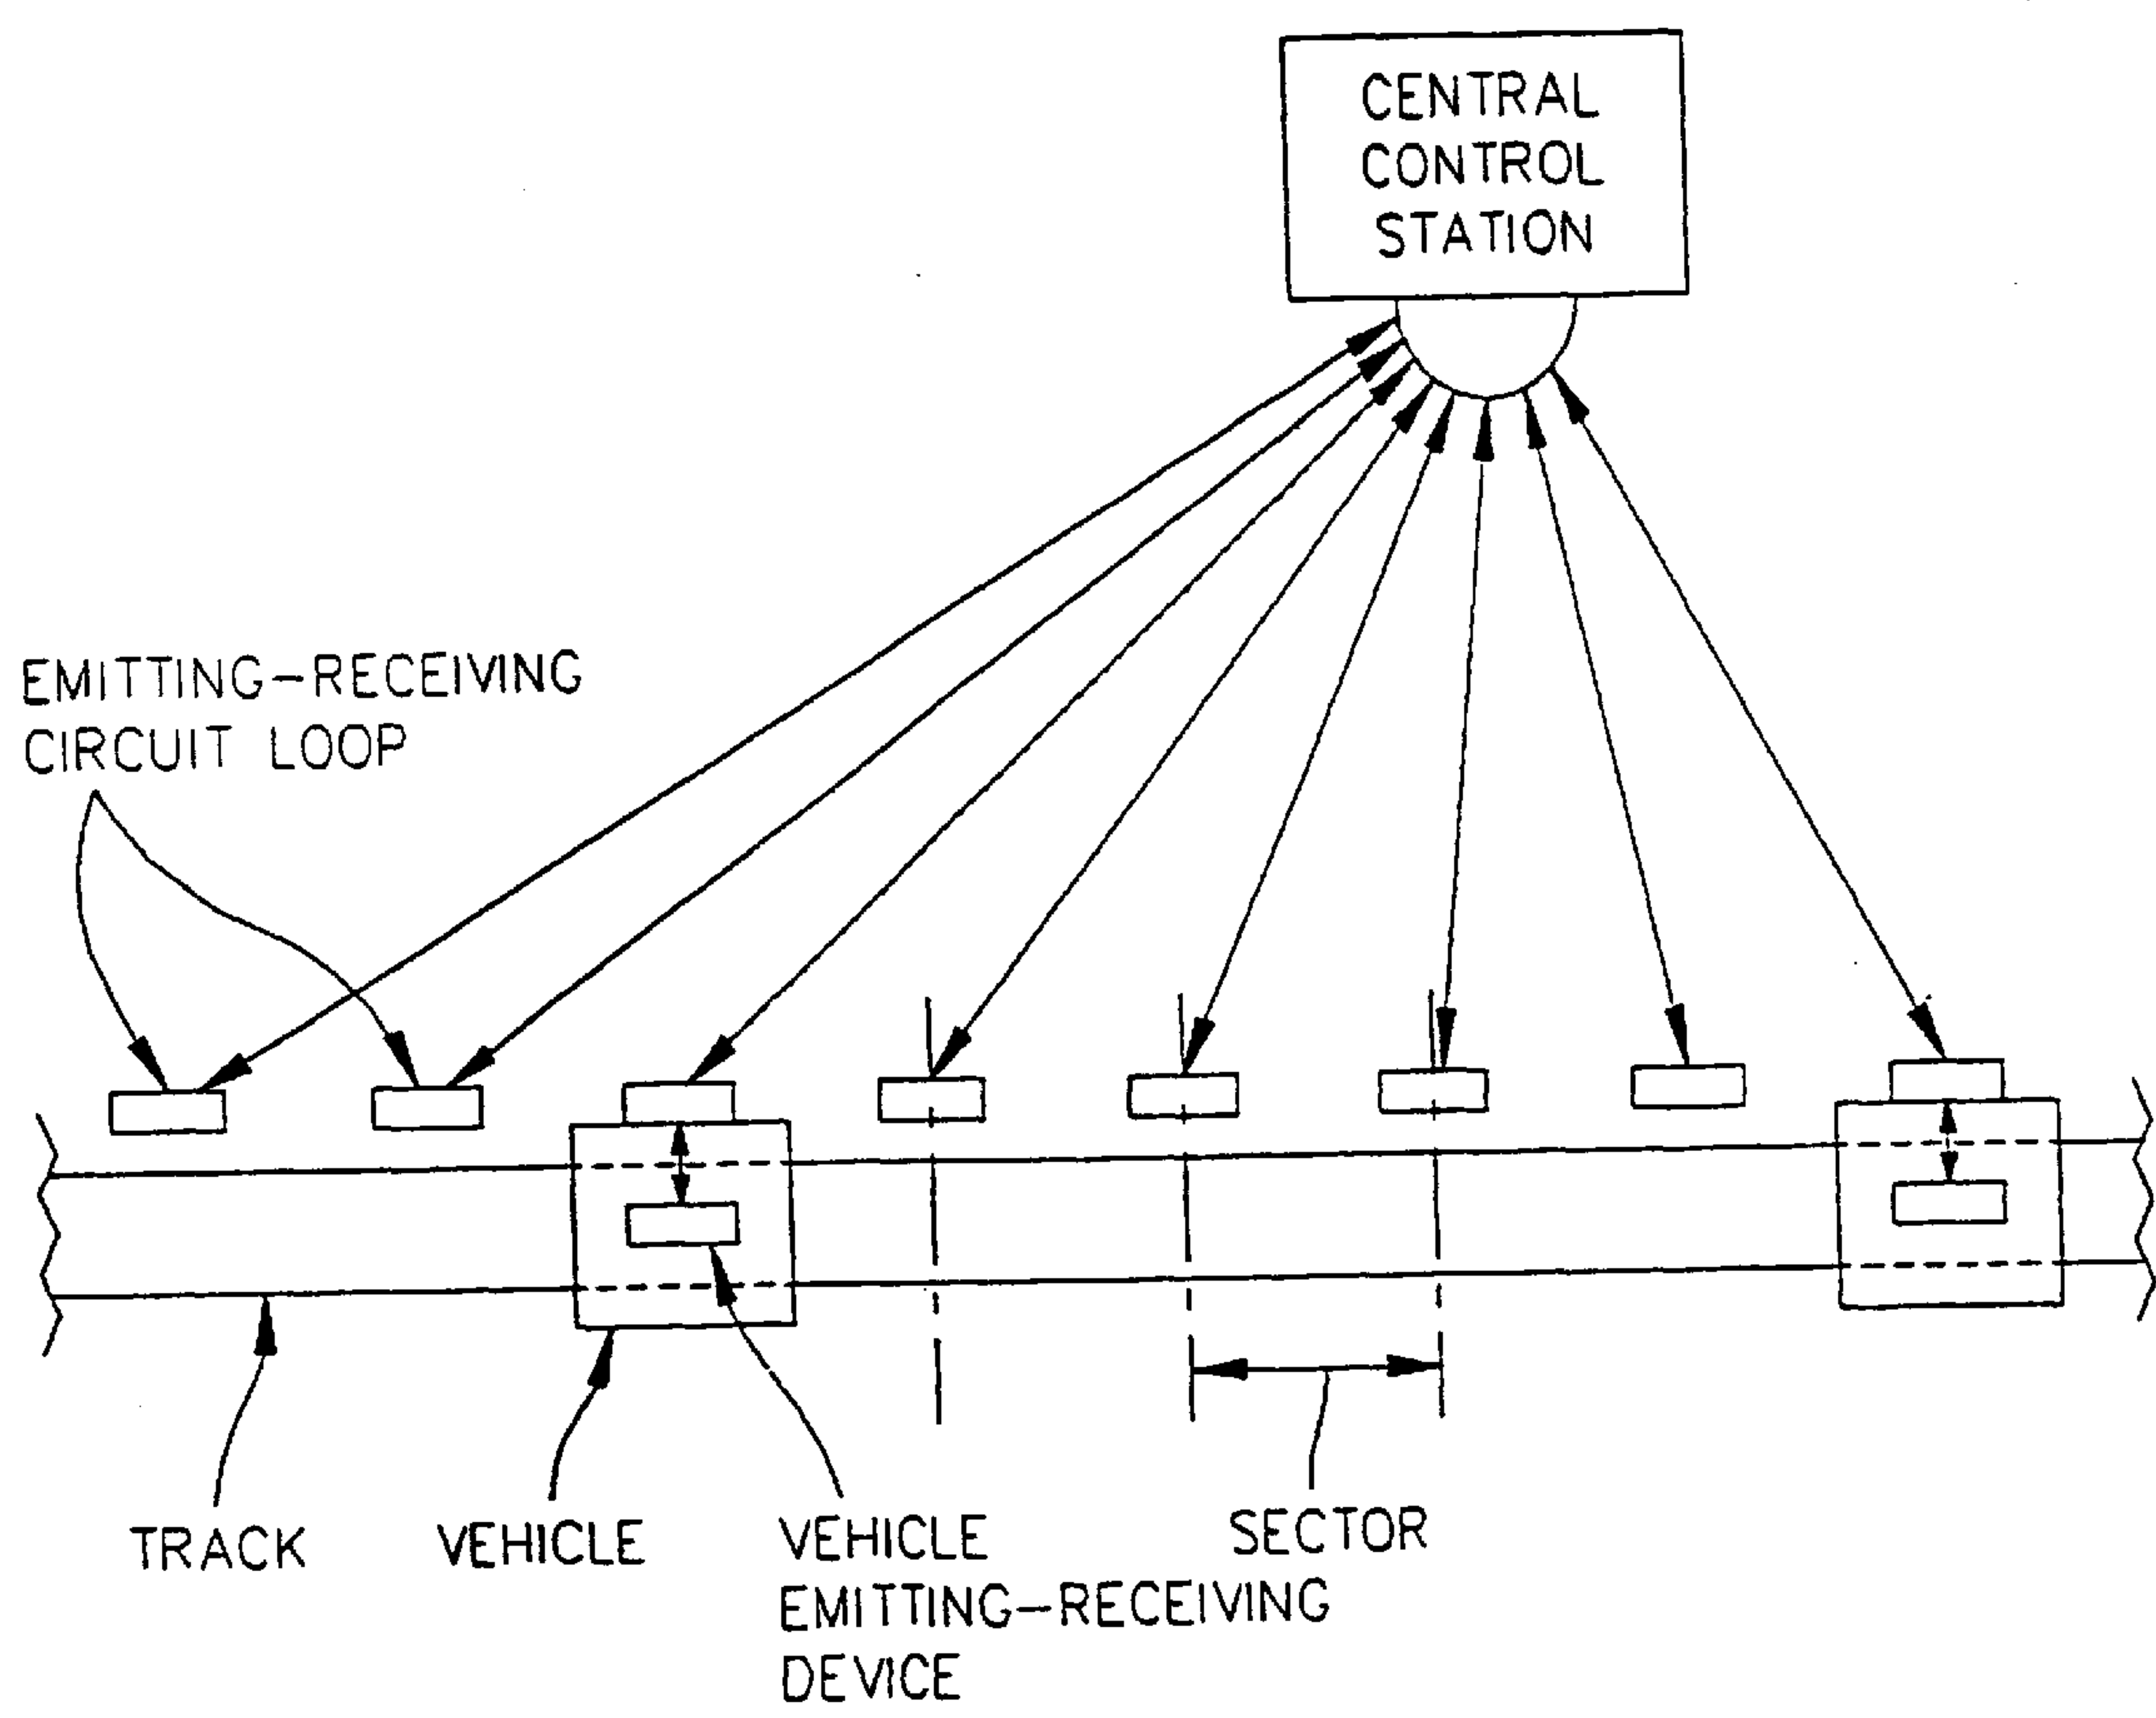 CENTRAL
CONTROL
STATION
EMITTING-RECEIVING
CIRCUIT LOOP
TRACK
VEHICLE
VEHICLE
EMITTING-RECEIVING
DEVICE
SECTOR